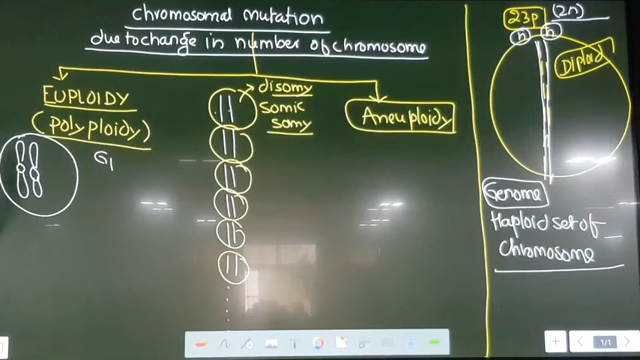 chromosomal mutation
due to change in number of chromosome
EUPLOIDY
(Polyploidy)
G1
disomy
somic
somy
Aneuploidy
23p (2n)
n n
Diploid
Genome
Haploid set of
Chromosome
1/1